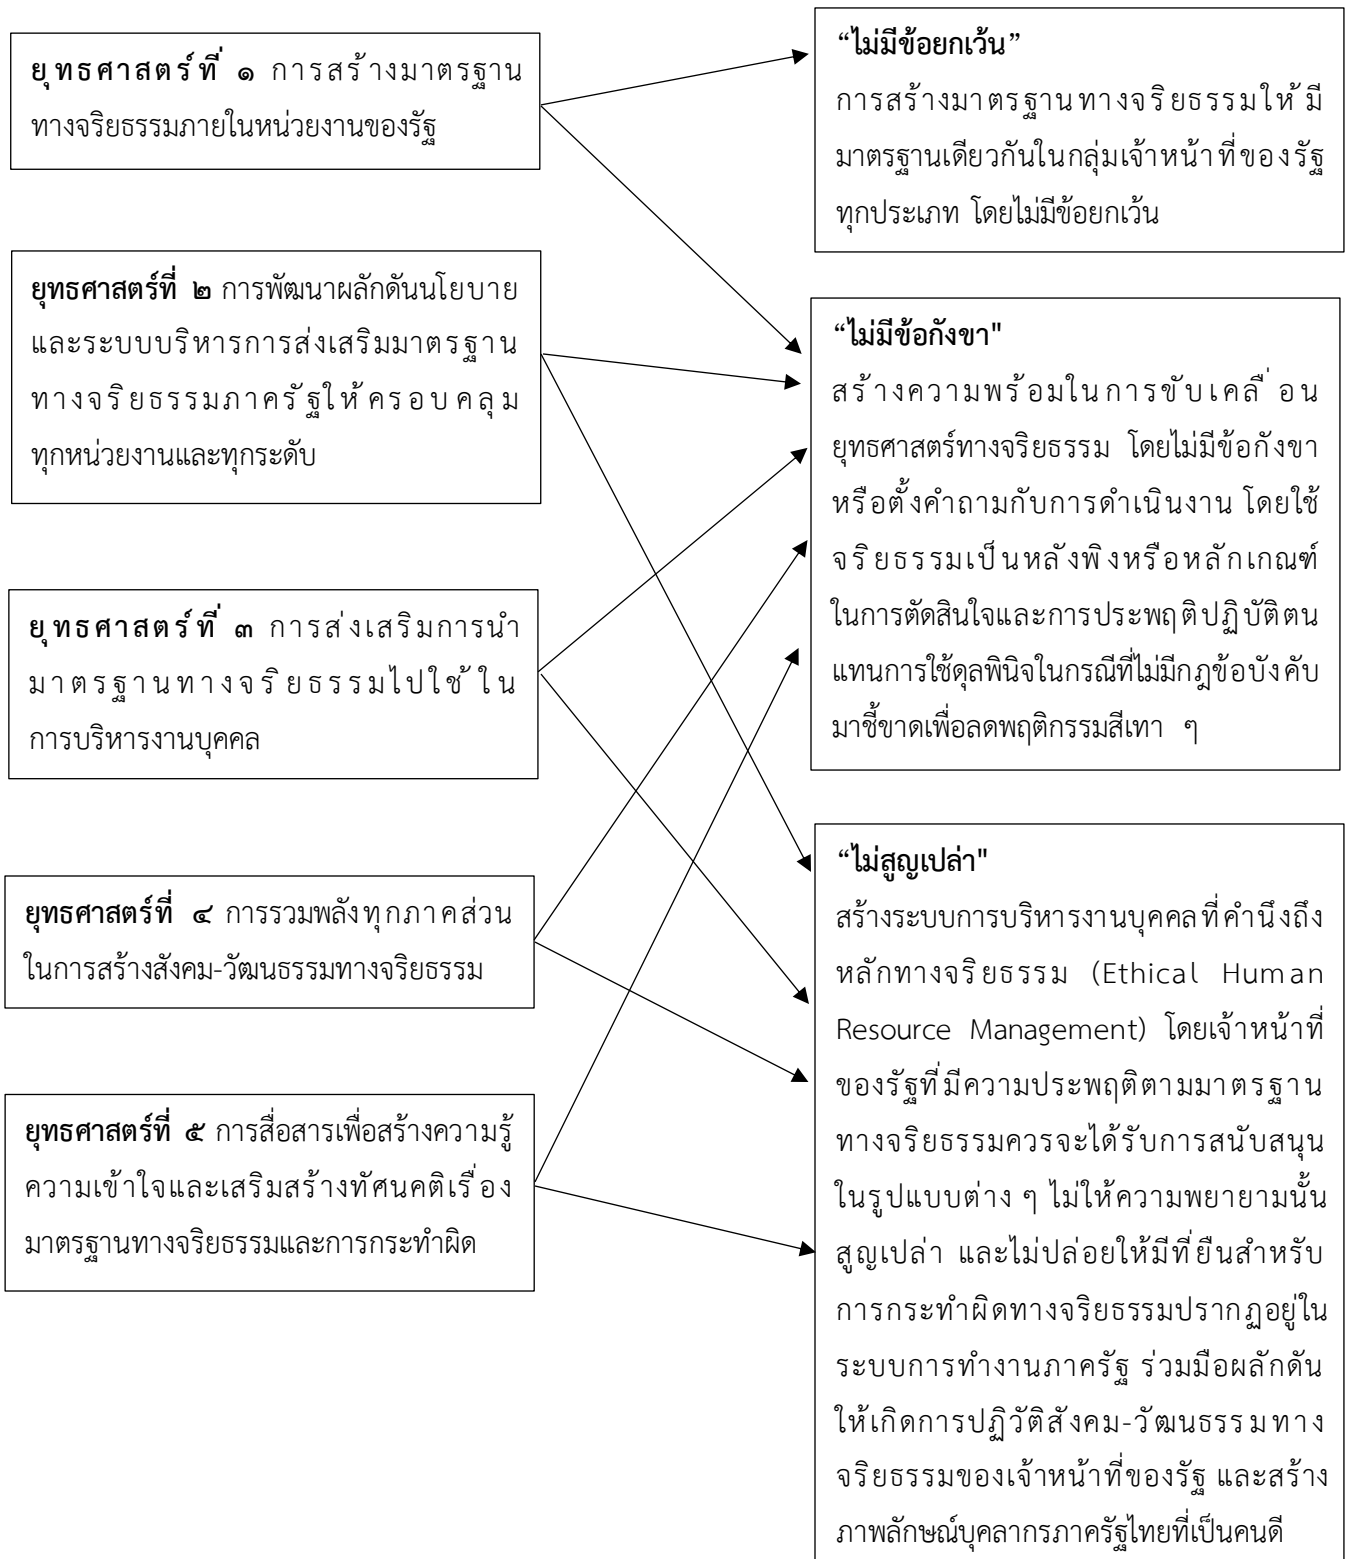 ยุทธศาสตร์ที่ ๑ การสร้างมาตรฐาน
ทางจริยธรรมภายในหน่วยงานของรัฐ
ยุทธศาสตร์ที่ ๒ การพัฒนาผลักดันนโยบาย
และระบบบริหารการส่งเสริมมาตรฐาน
ทางจริยธรรมภาครัฐให้ครอบคลุม
ทุกหน่วยงานและทุกระดับ
ยุทธศาสตร์ที่ ๓ การส่งเสริมการนำ
มาตรฐานทางจริยธรรมไปใช้ใน
การบริหารงานบุคคล
ยุทธศาสตร์ที่ ๔ การรวมพลังทุกภาคส่วน
ในการสร้างสังคม-วัฒนธรรมทางจริยธรรม
ยุทธศาสตร์ที่ ๕ การสื่อสารเพื่อสร้างความรู้
ความเข้าใจและเสริมสร้างทัศนคติเรื่อง
มาตรฐานทางจริยธรรมและการกระทำผิด
“ไม่มีข้อยกเว้น”
การสร้างมาตรฐานทางจริยธรรมให้มี
มาตรฐานเดียวกันในกลุ่มเจ้าหน้าที่ของรัฐ
ทุกประเภท โดยไม่มีข้อยกเว้น
“ไม่มีข้อกังขา"
สร้างความพร้อมในการขับเคลื่อน
ยุทธศาสตร์ทางจริยธรรม โดยไม่มีข้อกังขา
หรือตั้งคำถามกับการดำเนินงาน โดยใช้
จริยธรรมเป็นหลังพิงหรือหลักเกณฑ์
ในการตัดสินใจและการประพฤติปฏิบัติตน
แทนการใช้ดุลพินิจในกรณีที่ไม่มีกฎข้อบังคับ
มาชี้ขาดเพื่อลดพฤติกรรมสีเทา ๆ
“ไม่สูญเปล่า"
สร้างระบบการบริหารงานบุคคลที่คำนึงถึง
หลักทางจริยธรรม (Ethical Human
Resource Management) โดยเจ้าหน้าที่
ของรัฐที่มีความประพฤติตามมาตรฐาน
ทางจริยธรรมควรจะได้รับการสนับสนุน
ในรูปแบบต่าง ๆ ไม่ให้ความพยายามนั้น
สูญเปล่า และไม่ปล่อยให้มีที่ยืนสำหรับ
การกระทำผิดทางจริยธรรมปรากฏอยู่ใน
ระบบการทำงานภาครัฐ ร่วมมือผลักดัน
ให้เกิดการปฏิวัติสังคม-วัฒนธรรมทาง
จริยธรรมของเจ้าหน้าที่ของรัฐ และสร้าง
ภาพลักษณ์บุคลากรภาครัฐไทยที่เป็นคนดี